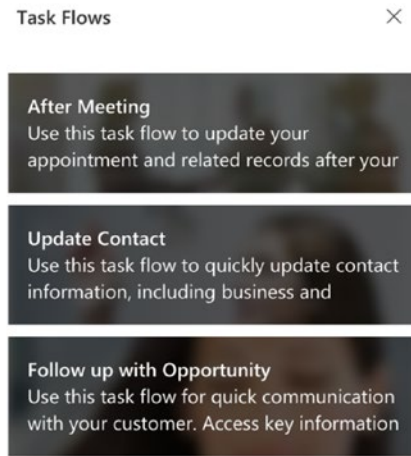 Task Flows
After Meeting
Use this task flow to update your
appointment and related records after your
Update Contact
Use this task flow to quickly update contact
information, including business and
Follow up with Opportunity
Use this task flow for quick communication
with your customer. Access key information